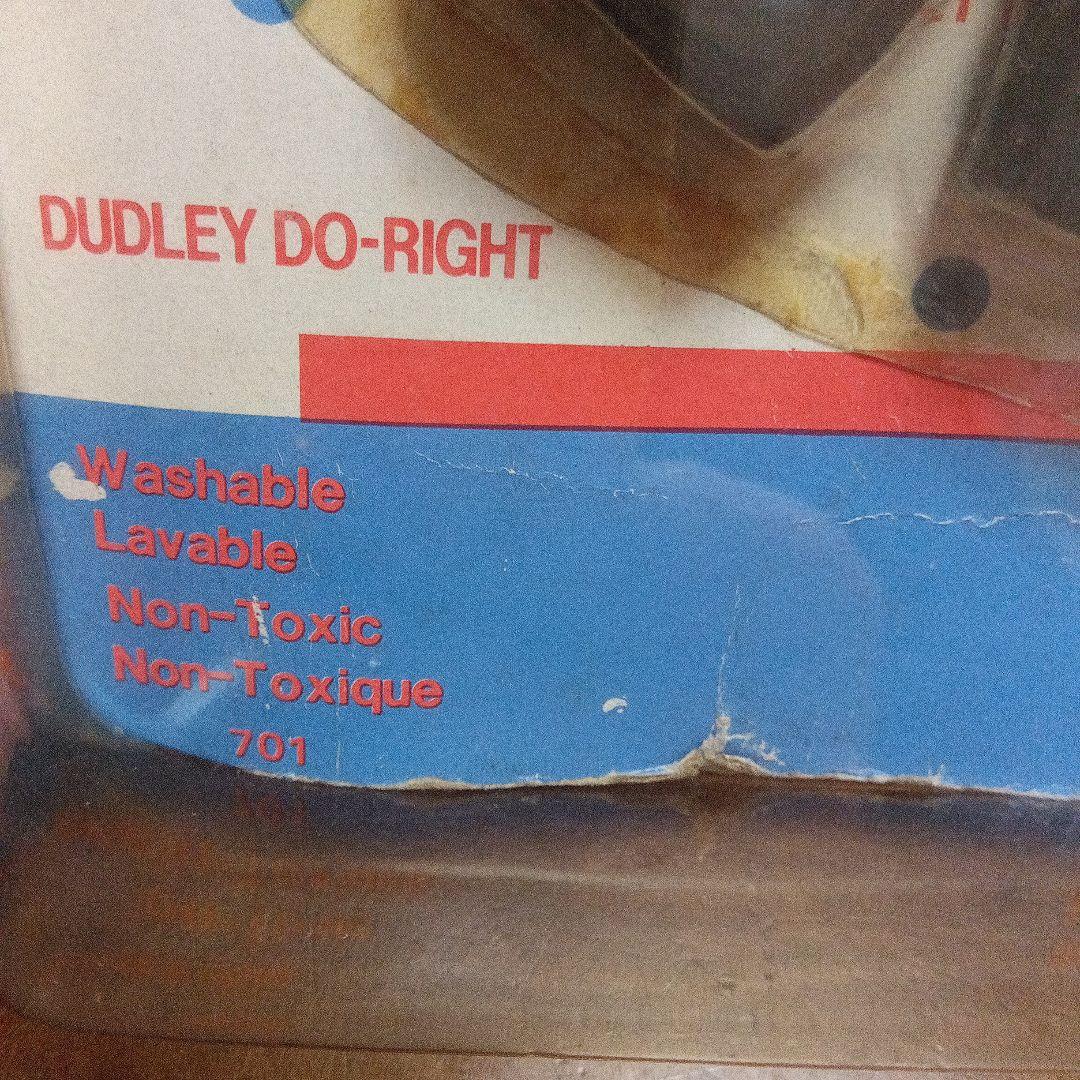 DUDLEY DO-RIGHT
Washable
Lavable
Non-Toxic
Non-Toxique
701